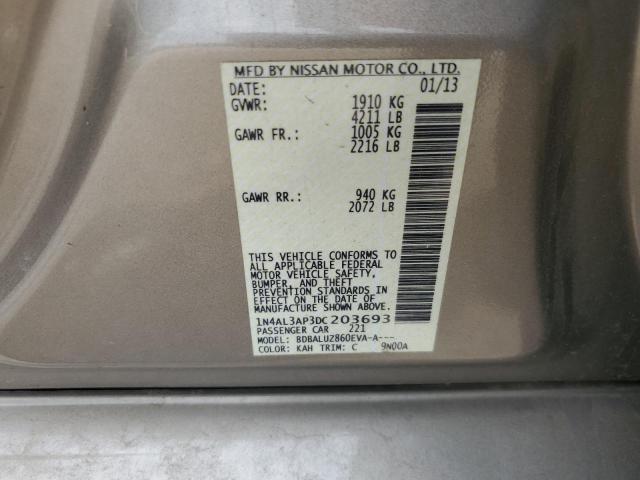 MFD BY NISSAN MOTOR CO., LTD.
DATE: 01/13
GVWR: 1910 KG
4211 LB
GAWR FR.: 1005 KG
2216 LB
GAWR RR.: 940 KG
2072 LB
THIS VEHICLE CONFORMS TO
ALL APPLICABLE FEDERAL
MOTOR VEHICLE SAFETY,
BUMPER, AND THEFT
PREVENTION STANDARDS IN
EFFECT ON THE DATE OF
MANUFACTURE SHOWN ABOVE.
1N4AL3AP3DC203693
PASSENGER CAR 221
MODEL: BDBALUZ860EVA-A---
COLOR: KAH TRIM: C 9N00A